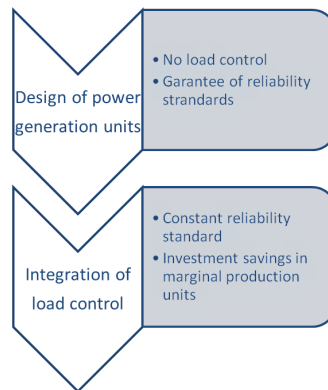 Design of power
generation units
• No load control
• Garantee of reliability
strandards
Integration of
load control
• Constant reliability
standard
• Investment savings in
marginal production
units